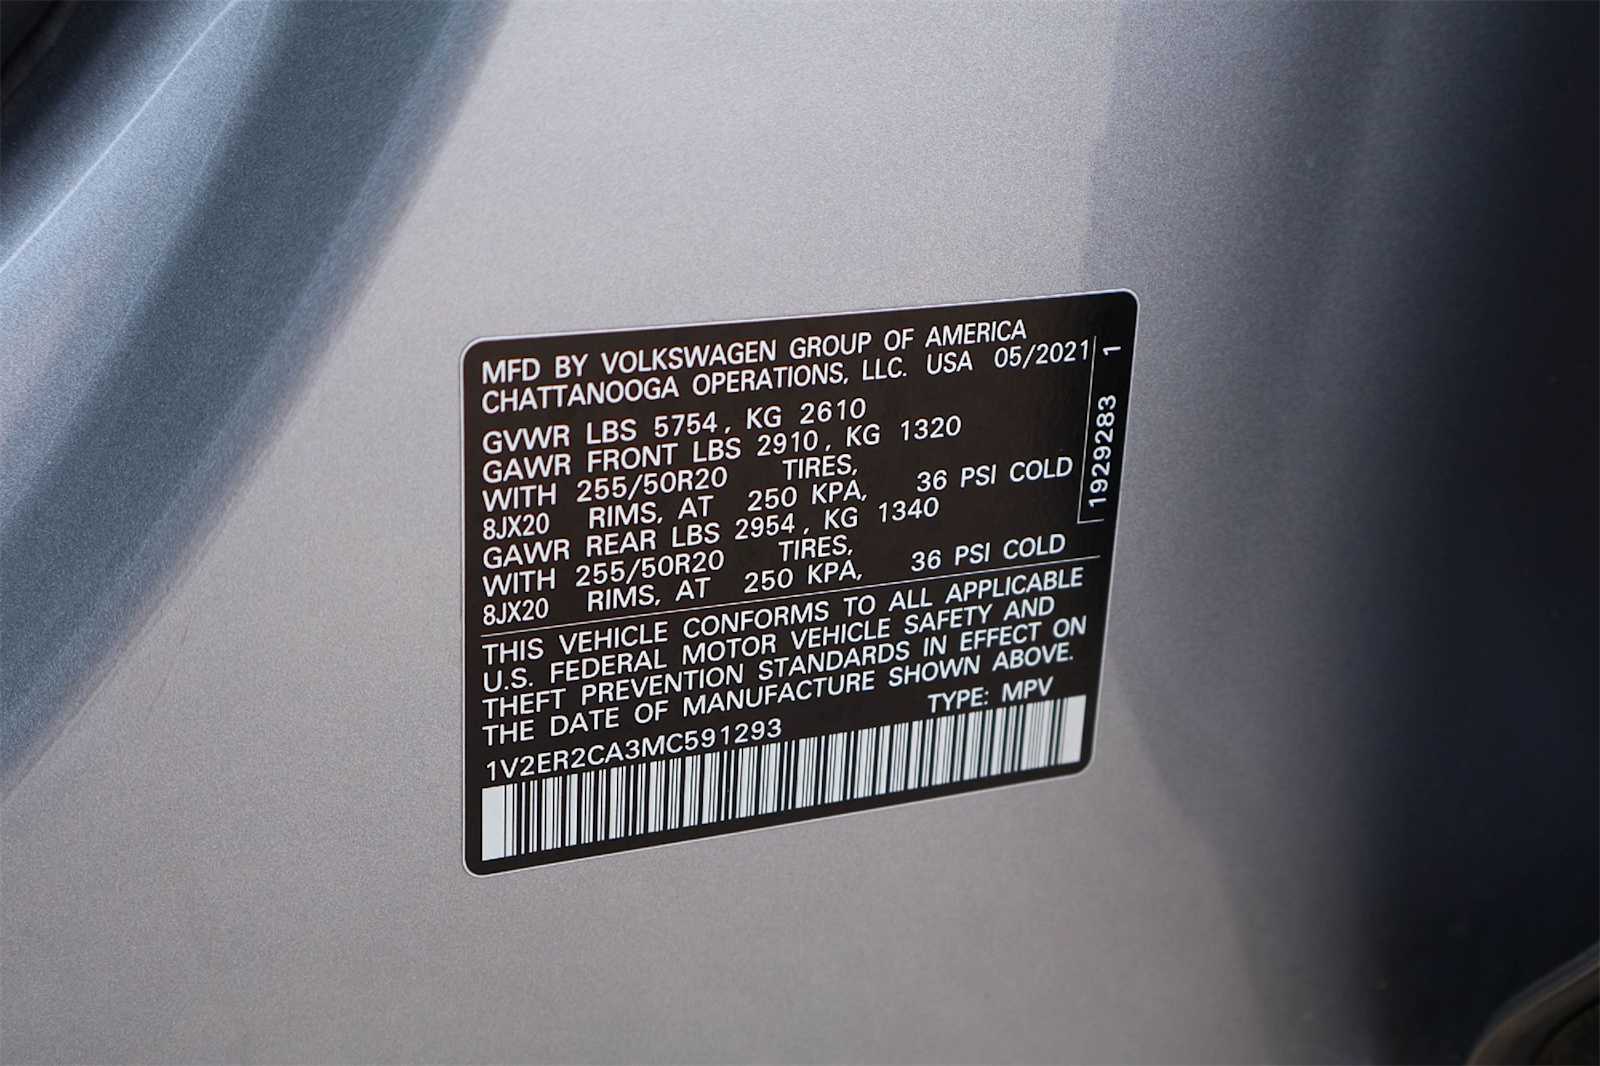 MFD BY VOLKSWAGEN GROUP OF AMERICA
CHATTANOOGA OPERATIONS, LLC. USA 05/2021
GVWR LBS 5754, KG 2610
GAWR FRONT LBS 2910, KG 1320
WITH 255/50R20 TIRES,
8JX20 RIMS, AT 250 KPA, 36 PSI COLD
GAWR REAR LBS 2954, KG 1340
WITH 255/50R20 TIRES,
8JX20 RIMS, AT 250 KPA, 36 PSI COLD
THIS VEHICLE CONFORMS TO ALL APPLICABLE
U.S. FEDERAL MOTOR VEHICLE SAFETY AND
THEFT PREVENTION STANDARDS IN EFFECT ON
THE DATE OF MANUFACTURE SHOWN ABOVE.
1V2ER2CA3MC591293 TYPE: MPV
1929283 1